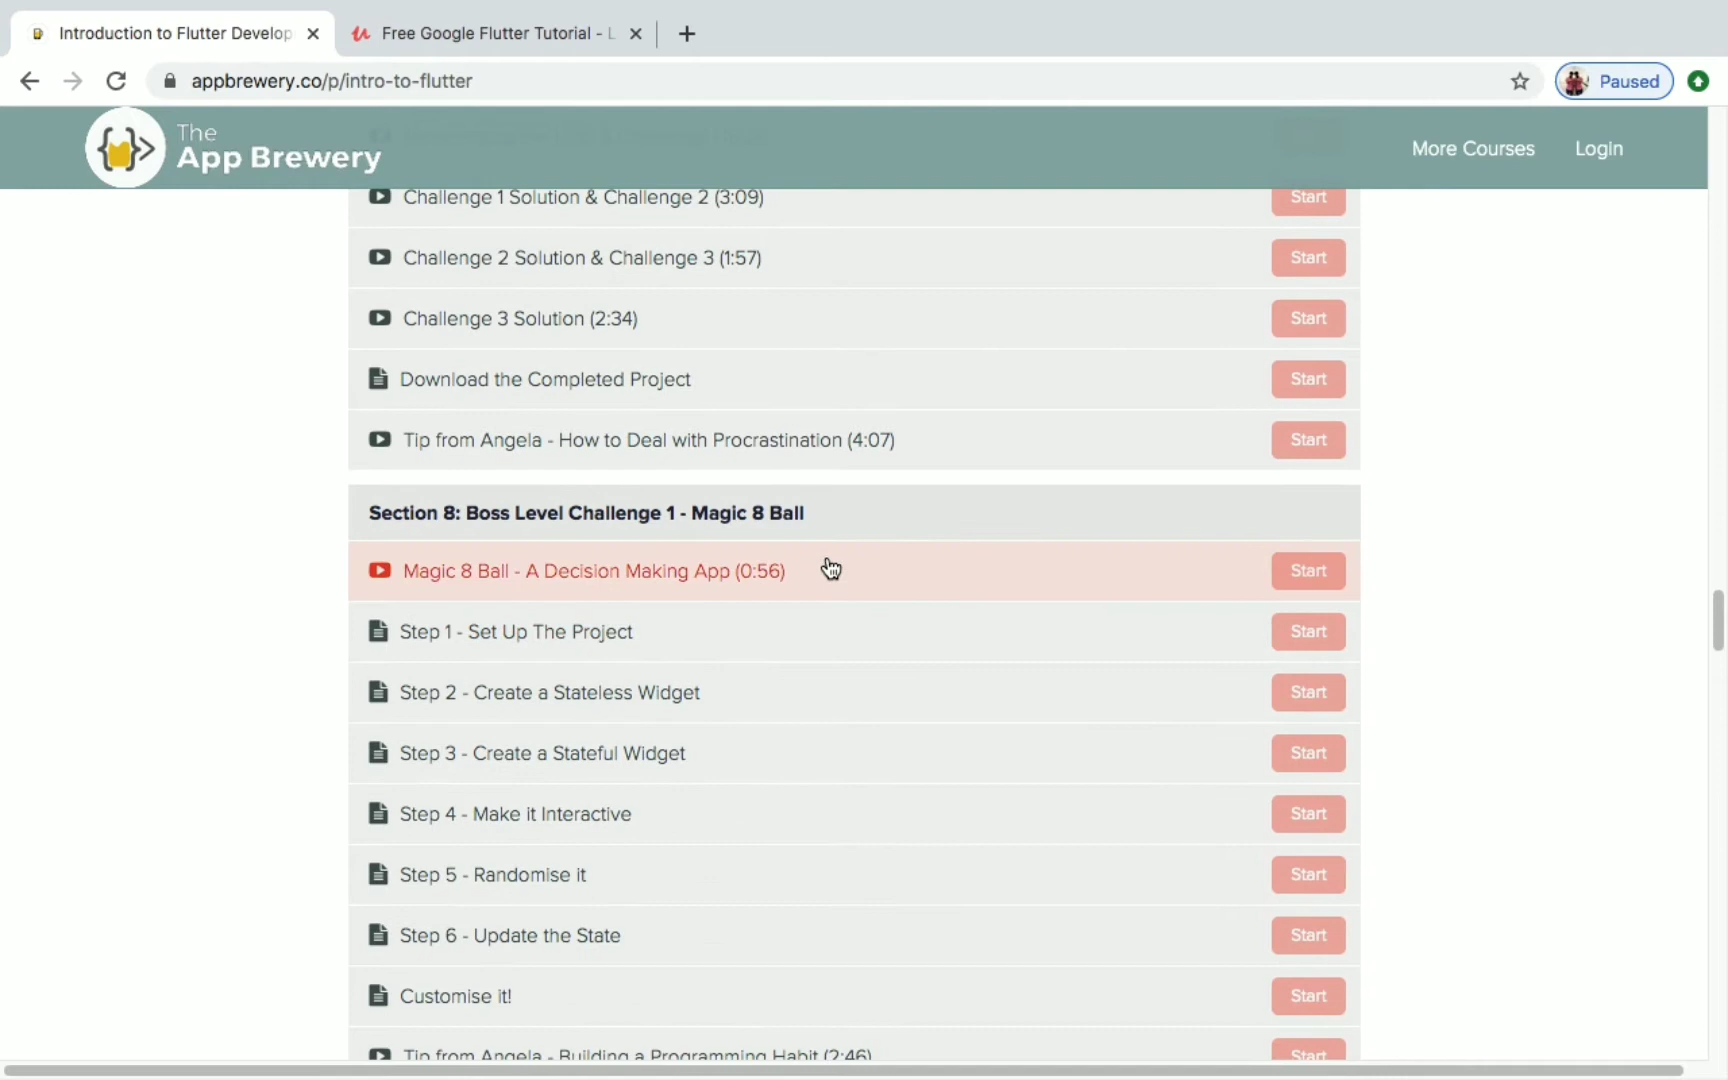 Introduction to Flutter Develop
Free Google Flutter Tutorial - L
appbrewery.co/p/intro-to-flutter
Paused
The
App Brewery
More Courses
Login
Challenge 1 Solution & Challenge 2 (3:09)
Start
Challenge 2 Solution & Challenge 3 (1:57)
Start
Challenge 3 Solution (2:34)
Start
Download the Completed Project
Start
Tip from Angela - How to Deal with Procrastination (4:07)
Start
Section 8: Boss Level Challenge 1 - Magic 8 Ball
Magic 8 Ball - A Decision Making App (0:56)
Start
Step 1 - Set Up The Project
Start
Step 2 - Create a Stateless Widget
Start
Step 3 - Create a Stateful Widget
Start
Step 4 - Make it Interactive
Start
Step 5 - Randomise it
Start
Step 6 - Update the State
Start
Customise it!
Start
Tip from Angela - Building a Programming Habit (2:46)
Start